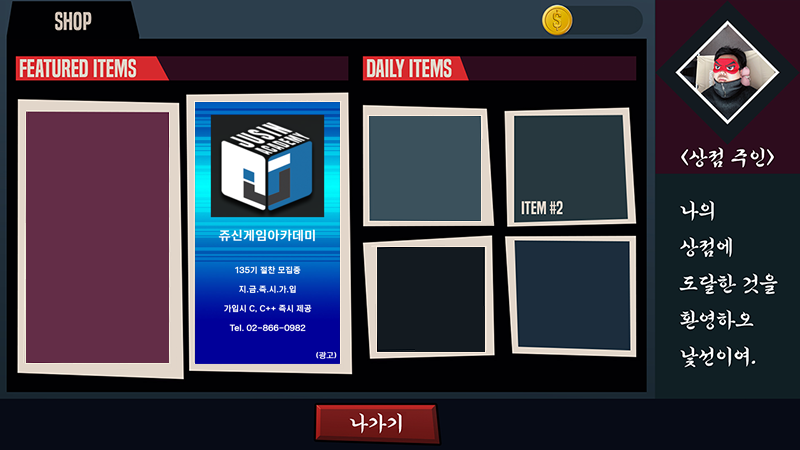 SHOP
FEATURED ITEMS
DAILY ITEMS
JUSIN
ACADEMY
쥬신게임아카데미
135기 절찬 모집중
지.금.즉.시.가.입
가입시 C, C++ 즉시 제공
Tel. 02-866-0982
(광고)
ITEM #2
<상점 주인>
나의
상점에
도달한 것을
환영하오
낯선이여.
나가기